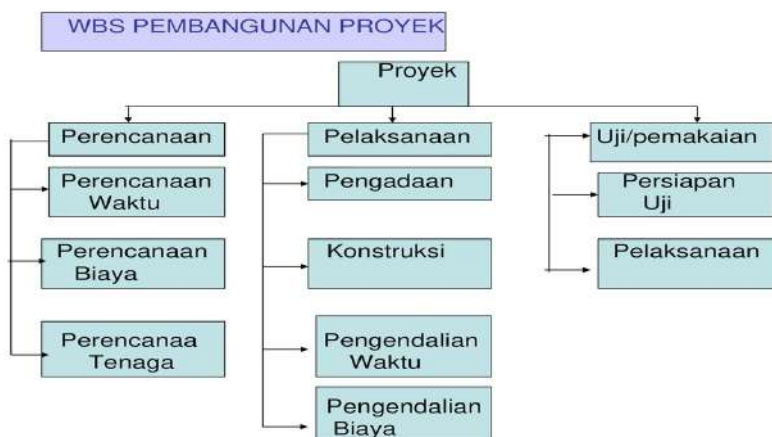 WBS PEMBANGUNAN PROYEK
Proyek
Perencanaan
Perencanaan
Waktu
Perencanaan
Biaya
Perencanaa
Tenaga
Pelaksanaan
Pengadaan
Konstruksi
Pengendalian
Waktu
Pengendalian
Biaya
Uji/pemakaian
Persiapan
Uji
Pelaksanaan